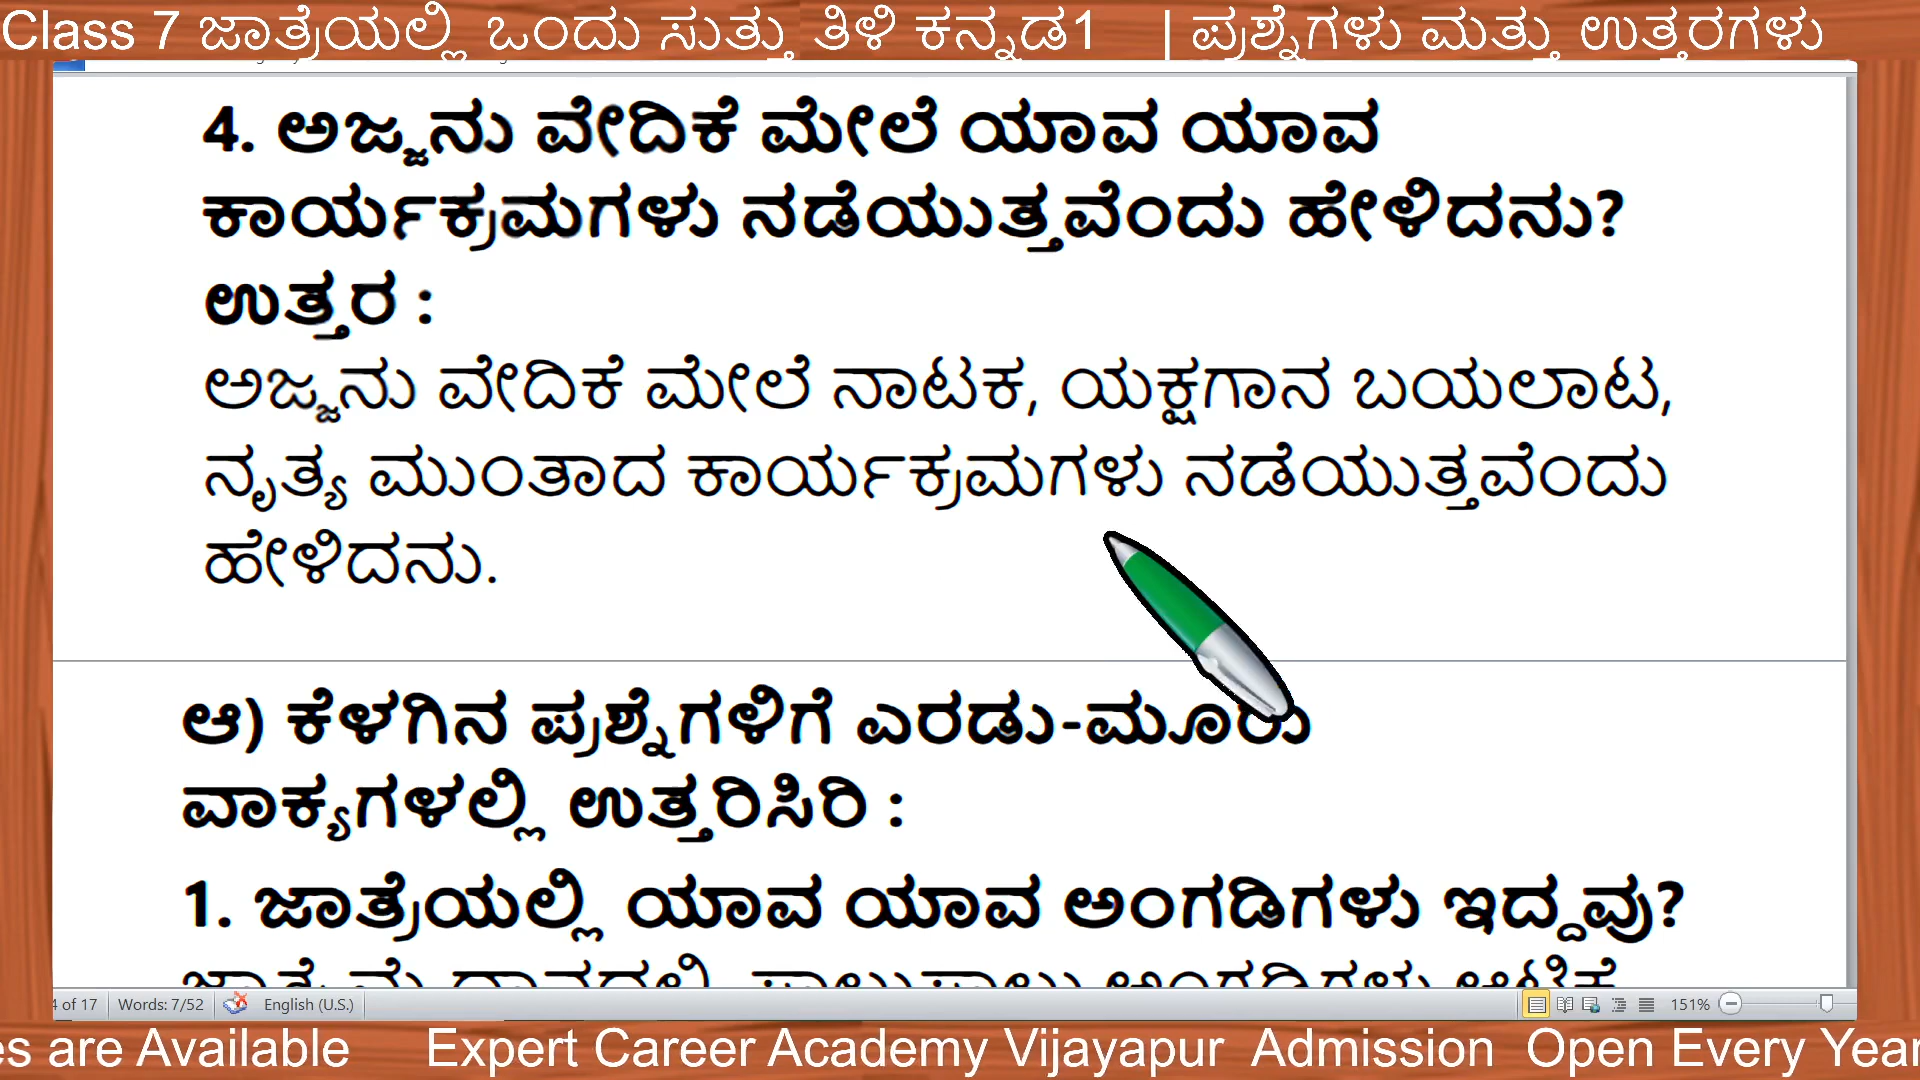 Class 7 ಜಾತ್ರೆಯಲ್ಲಿ ಒಂದು ಸುತ್ತು ತಿಳಿ ಕನ್ನಡ1 | ಪ್ರಶ್ನೆಗಳು ಮತ್ತು ಉತ್ತರಗಳು
4. ಅಜ್ಜನು ವೇದಿಕೆ ಮೇಲೆ ಯಾವ ಯಾವ
ಕಾರ್ಯಕ್ರಮಗಳು ನಡೆಯುತ್ತವೆಂದು ಹೇಳಿದನು?
ಉತ್ತರ :
ಅಜ್ಜನು ವೇದಿಕೆ ಮೇಲೆ ನಾಟಕ, ಯಕ್ಷಗಾನ ಬಯಲಾಟ,
ನೃತ್ಯ ಮುಂತಾದ ಕಾರ್ಯಕ್ರಮಗಳು ನಡೆಯುತ್ತವೆಂದು
ಹೇಳಿದನು.
ಆ) ಕೆಳಗಿನ ಪ್ರಶ್ನೆಗಳಿಗೆ ಎರಡು-ಮೂರು
ವಾಕ್ಯಗಳಲ್ಲಿ ಉತ್ತರಿಸಿರಿ :
1. ಜಾತ್ರೆಯಲ್ಲಿ ಯಾವ ಯಾವ ಅಂಗಡಿಗಳು ಇದ್ದವು?
4 of 17 Words: 7/52 English (U.S.) 151%
es are Available Expert Career Academy Vijayapur Admission Open Every Year